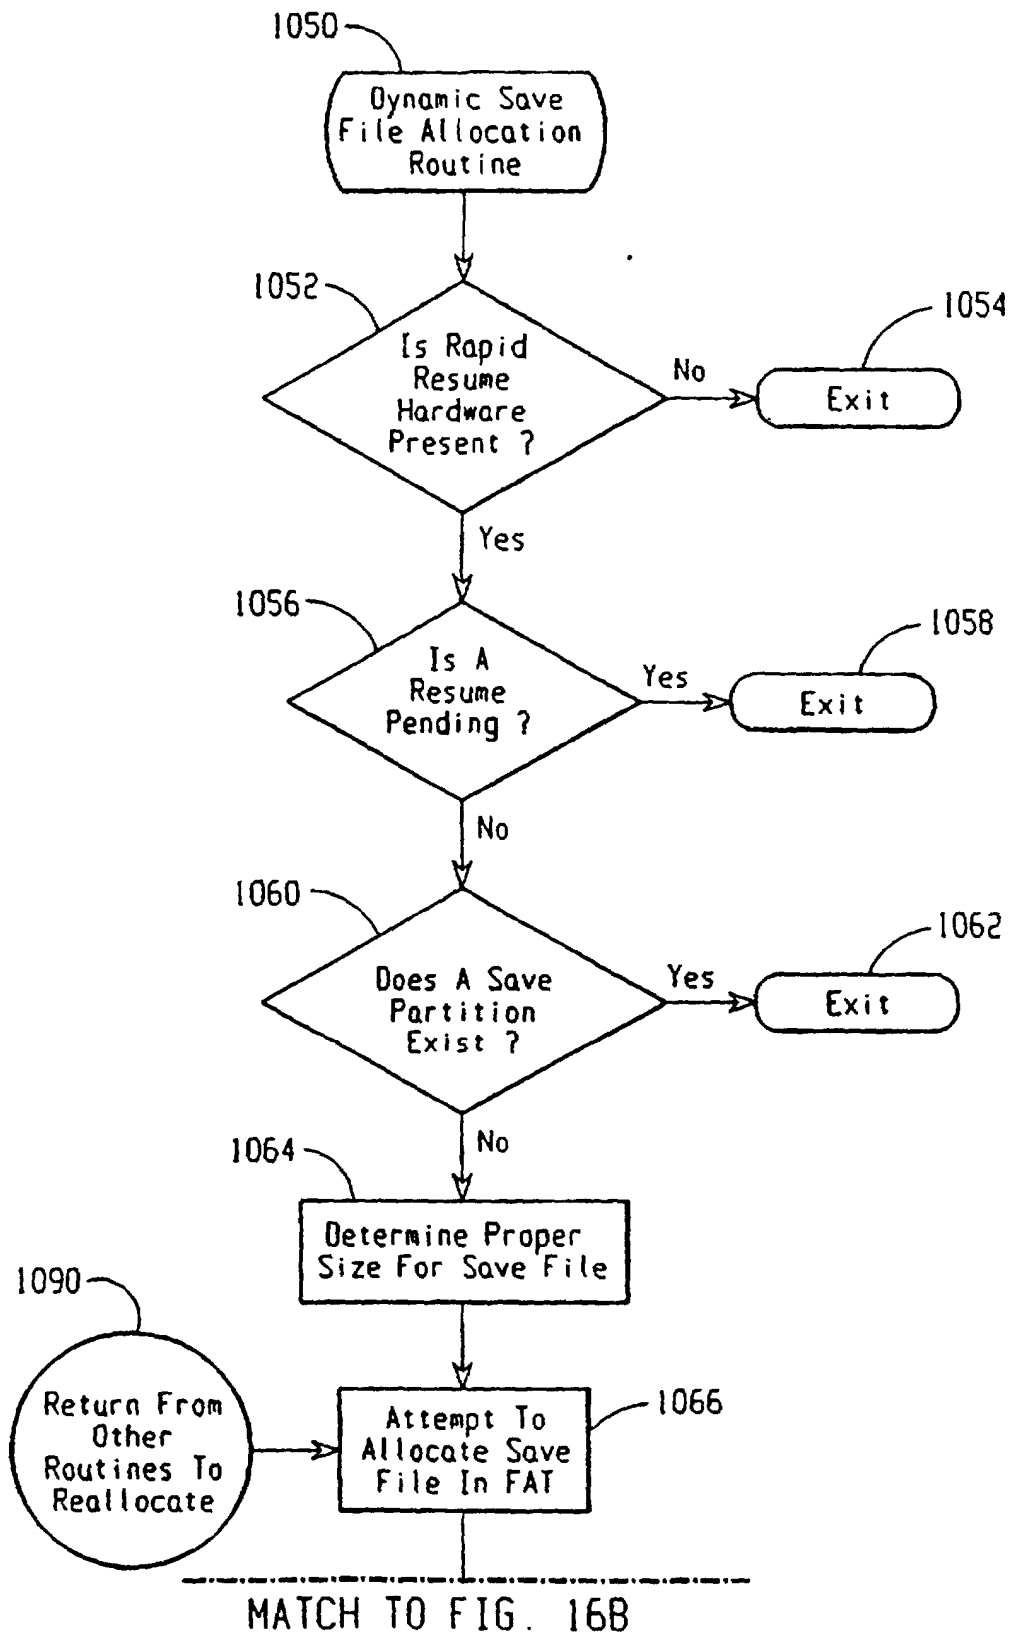 1050
Dynamic Save
File Allocation
Routine
1052
Is Rapid
Resume
Hardware
Present ?
No
1054
Exit
Yes
1056
Is A
Resume
Pending ?
Yes
1058
Exit
No
1060
Does A Save
Partition
Exist ?
Yes
1062
Exit
No
1064
Determine Proper
Size For Save File
1090
Return From
Other
Routines To
Reallocate
1066
Attempt To
Allocate Save
File In FAT
MATCH TO FIG. 16B